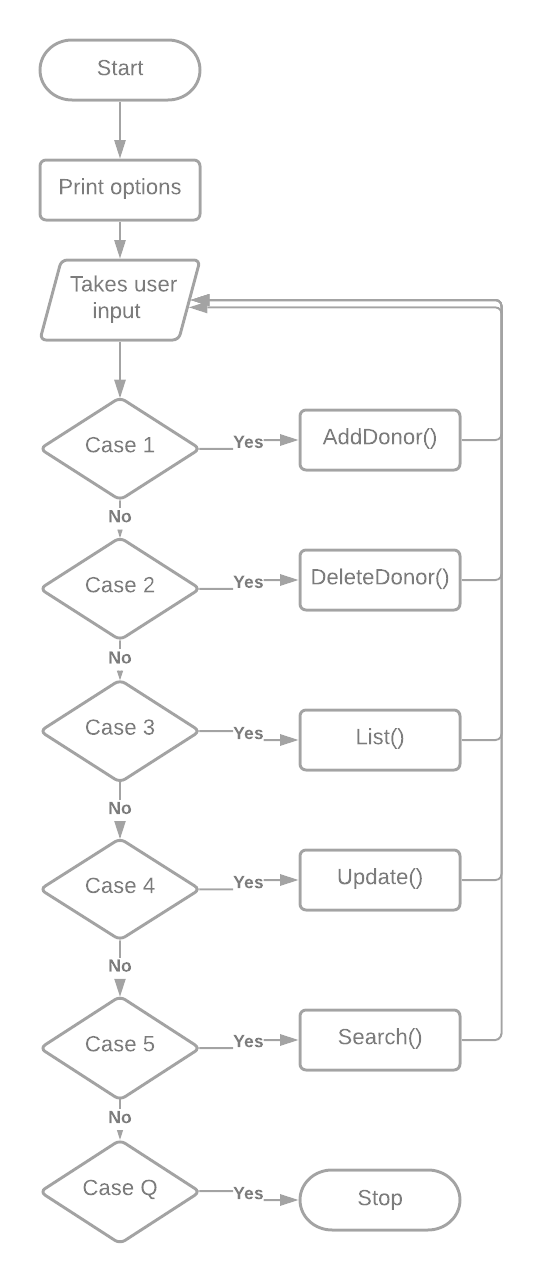 Start
Print options
Takes user
input
Case 1
Yes
AddDonor()
No
Case 2
Yes
DeleteDonor()
No
Case 3
Yes
List()
No
Case 4
Yes
Update()
No
Case 5
Yes
Search()
No
Case Q
Yes
Stop